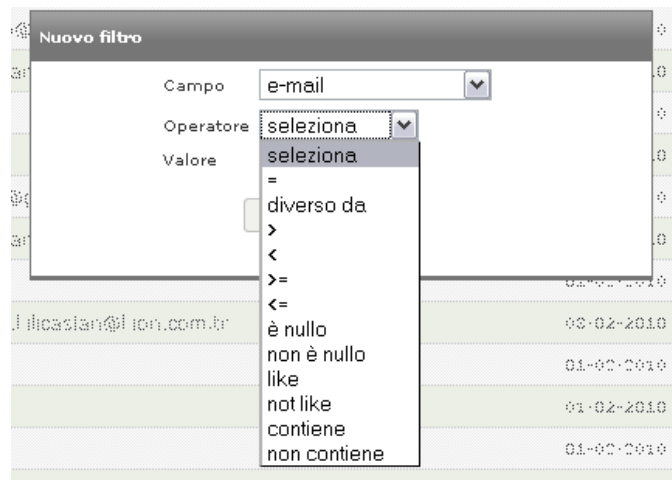 Nuovo filtro
Campo e-mail
Operatore seleziona
Valore
seleziona
=
diverso da
>
<
>=
<=
è nullo
non è nullo
like
not like
contiene
non contiene
03-02-2010
01-02-2010
01-02-2010
01-02-2010